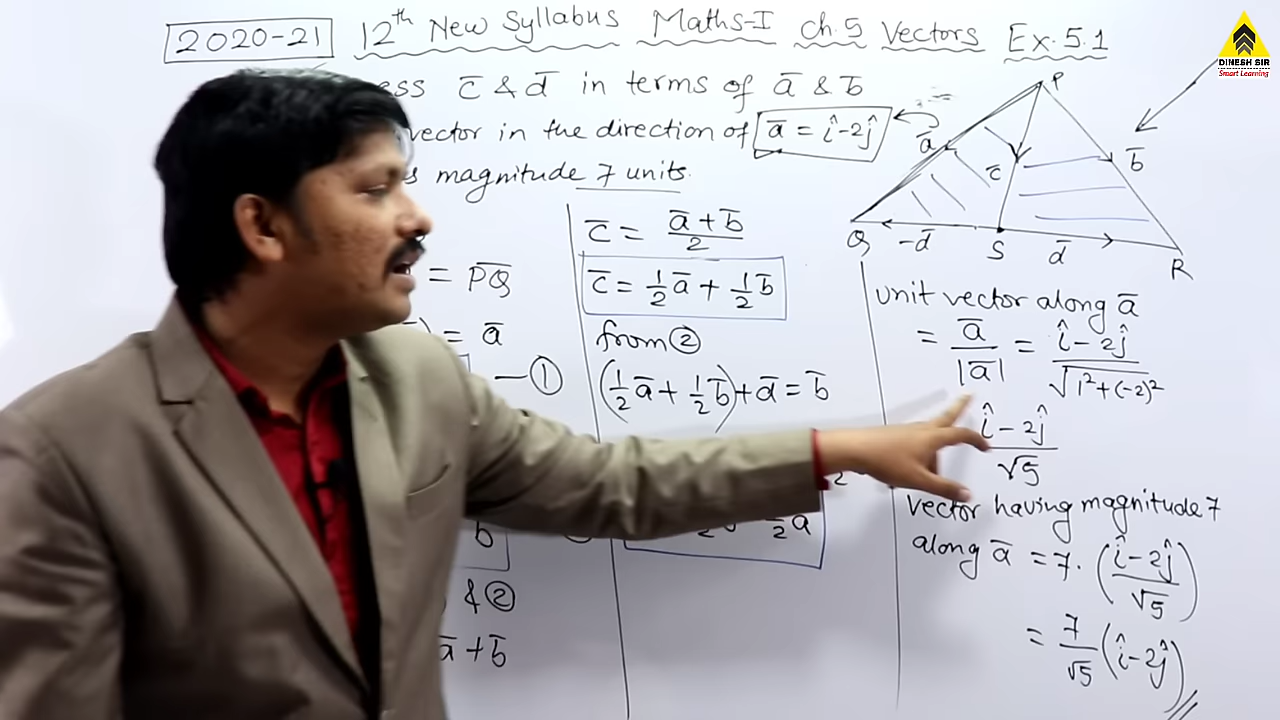 2020-21 12th New Syllabus Maths-I Ch.5 Vectors Ex.5.1
DINESH SIR
Smart Learning
ess c̄ & d̄ in terms of ā & b̄
vector in the direction of ā = î-2ĵ
s magnitude 7 units.
P
ā
b̄
c̄
Q -d̄ S d̄ R
= P̄Q̄
= ā
— ①
b̄
& ②
ā + b̄
c̄ = (ā + b̄)/2
c̄ = 1/2 ā + 1/2 b̄
from ②
(1/2 ā + 1/2 b̄) + d̄ = b̄
unit vector along ā
= ā/|ā| = (î - 2ĵ)/√(1² + (-2)²)
(î - 2ĵ)/√5
vector having magnitude 7
along ā = 7. ((î - 2ĵ)/√5)
= 7/√5 (î - 2ĵ)